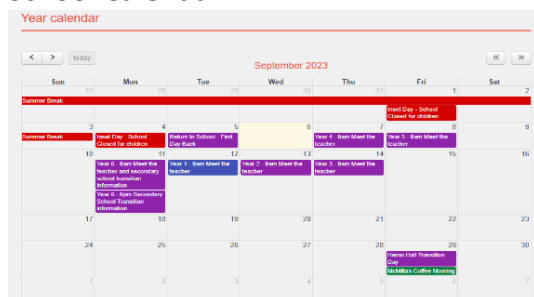 Year calendar
< > today
September 2023
« »
Sun Mon Tue Wed Thu Fri Sat
27 28 29 30 31 1 2
Summer Break
Inset Day - School
Closed for children
3 4 5 6 7 8 9
Summer Break
Inset Day - School
Closed for children
Return to School - First
Day Back
Year 4 - 9am Meet the
teacher
Year 5 - 9am Meet the
teacher
10 11 12 13 14 15 16
Year 6 - 9am Meet the
teacher and secondary
school transition
information
Year 1 - 9am Meet the
teacher
Year 2 - 9am Meet the
teacher
Year 3 - 9am Meet the
teacher
Year 6 - 6pm Secondary
School Transition
Information
17 18 19 20 21 22 23
24 25 26 27 28 29 30
Heron Hall Transition
Day
McMillan Coffee Morning
1 2 3 4 5 6 7